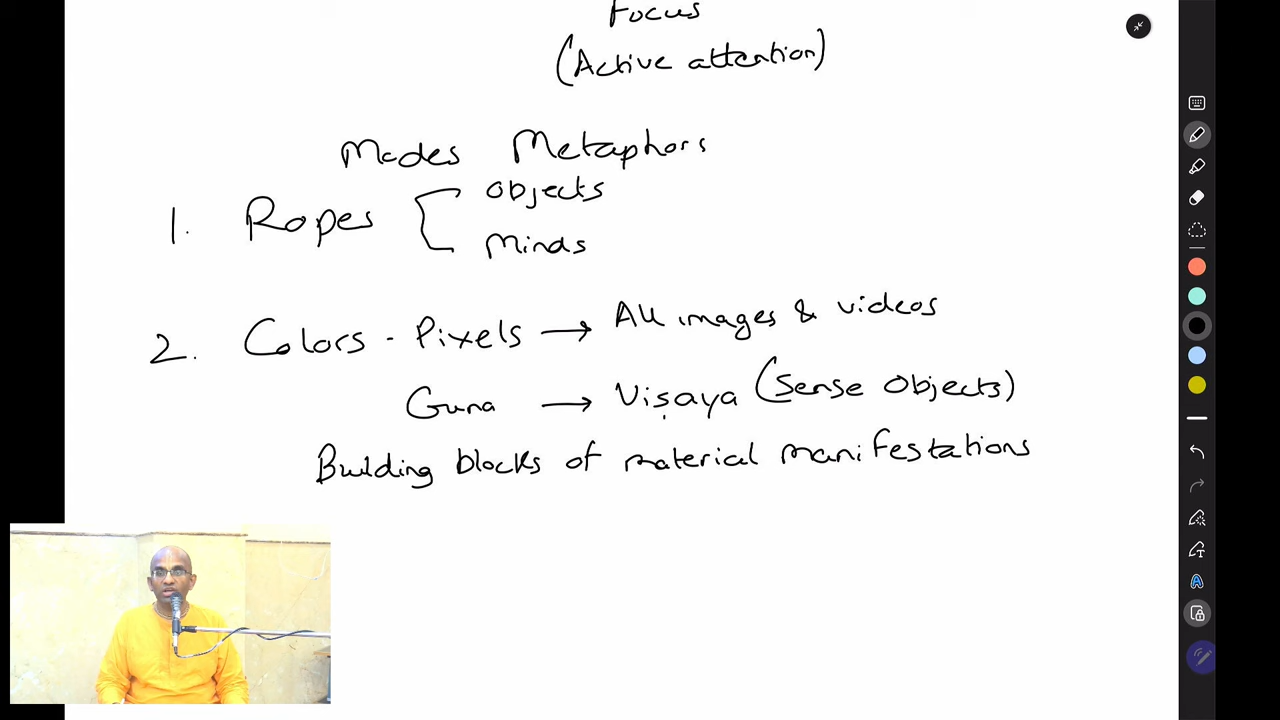 Focus
(Active attention)
Modes Metaphors
1. Ropes
Objects
Minds
2. Colors - Pixels → All images & videos
Guna → Viṣaya (Sense Objects)
Building blocks of material manifestations